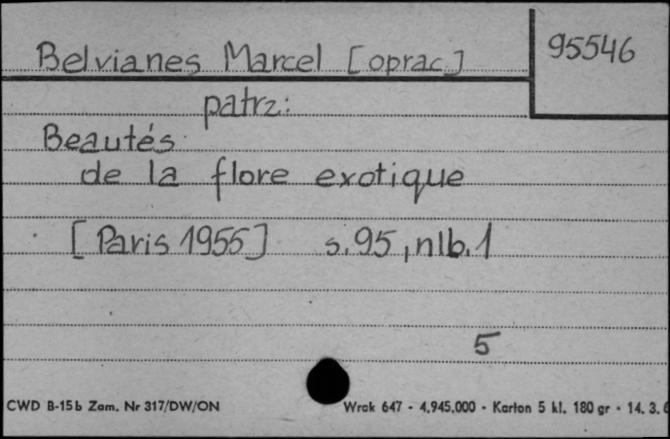 Belvianes Marcel [oprac.]
95546
patrz:
Beautés
de la flore exotique
[Paris 1956] s.95, nlb.1
5
CWD B-15b Zam. Nr 317/DW/ON
Wrak 647 - 4.945.000 - Karton 5 kl. 180 gr - 14. 3.